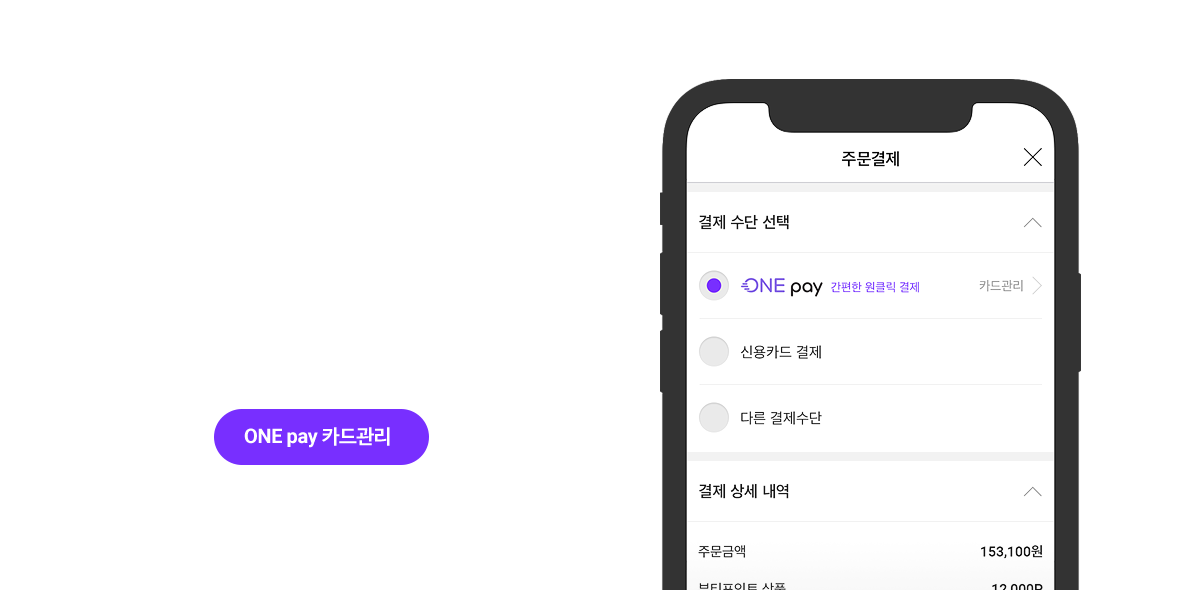 주문결제
결제 수단 선택
ONE pay 간편한 원클릭 결제 카드관리
신용카드 결제
ONE pay 카드관리
다른 결제수단
결제 상세 내역
주문금액 153,100원
뷰티포인트 상품 12,000P